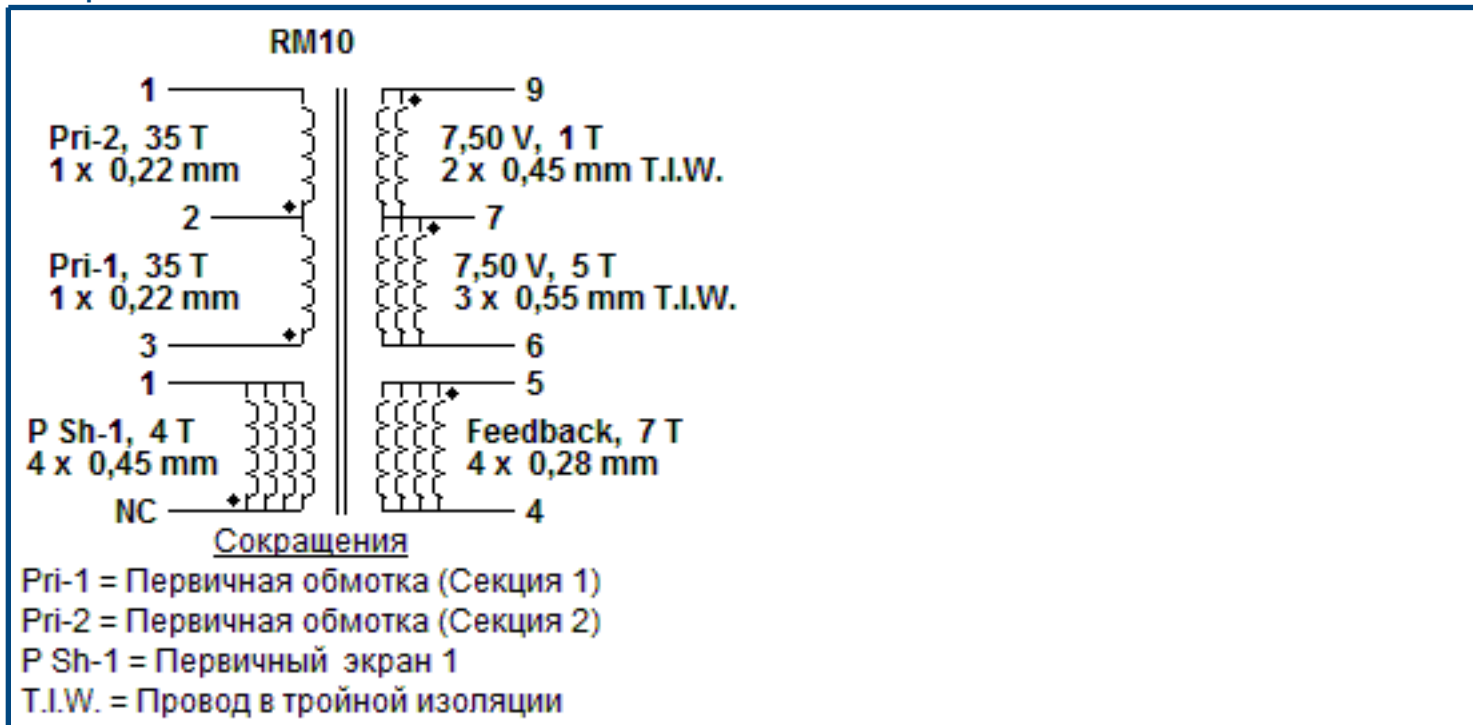 RM10
1
Pri-2, 35 T
1 x 0,22 mm
2
Pri-1, 35 T
1 x 0,22 mm
3
1
P Sh-1, 4 T
4 x 0,45 mm
NC
9
7,50 V, 1 T
2 x 0,45 mm T.I.W.
7
7,50 V, 5 T
3 x 0,55 mm T.I.W.
6
5
Feedback, 7 T
4 x 0,28 mm
4
Сокращения
Pri-1 = Первичная обмотка (Секция 1)
Pri-2 = Первичная обмотка (Секция 2)
P Sh-1 = Первичный экран 1
T.I.W. = Провод в тройной изоляции